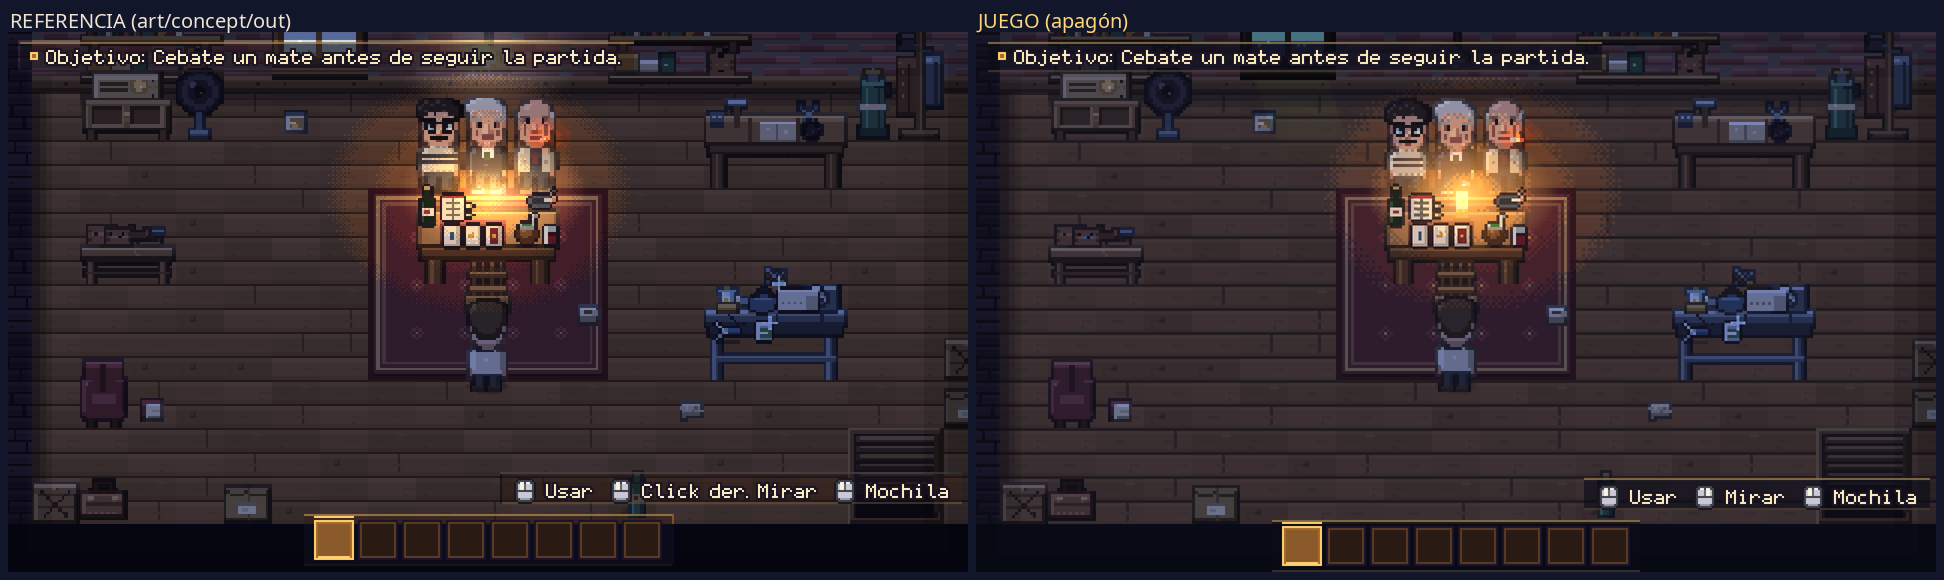 REFERENCIA (art/concept/out)
Objetivo: Cebate un mate antes de seguir la partida.
Usar Click der. Mirar Mochila
JUEGO (apagón)
Objetivo: Cebate un mate antes de seguir la partida.
Usar Mirar Mochila